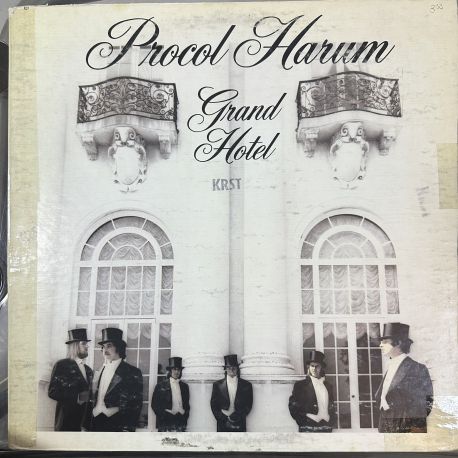 Procol Harum
Grand
Hotel
KRST